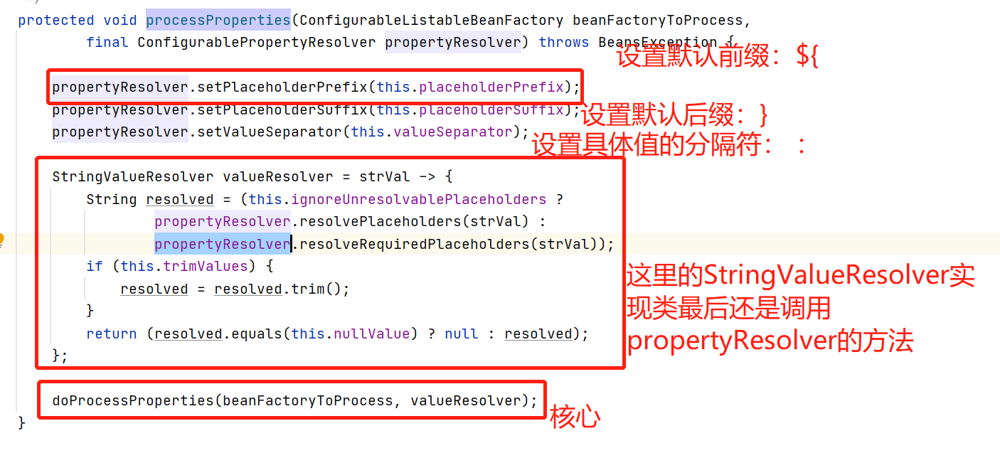 */
protected void processProperties(ConfigurableListableBeanFactory beanFactoryToProcess,
final ConfigurablePropertyResolver propertyResolver) throws BeansException {
设置默认前缀：${
propertyResolver.setPlaceholderPrefix(this.placeholderPrefix);
propertyResolver.setPlaceholderSuffix(this.placeholderSuffix);
设置默认后缀：}
propertyResolver.setValueSeparator(this.valueSeparator);
设置具体值的分隔符： :
StringValueResolver valueResolver = strVal -> {
String resolved = (this.ignoreUnresolvablePlaceholders ?
propertyResolver.resolvePlaceholders(strVal) :
propertyResolver.resolveRequiredPlaceholders(strVal));
if (this.trimValues) {
resolved = resolved.trim();
}
return (resolved.equals(this.nullValue) ? null : resolved);
};
这里的StringValueResolver实
现类最后还是调用
propertyResolver的方法
doProcessProperties(beanFactoryToProcess, valueResolver);
核心
}